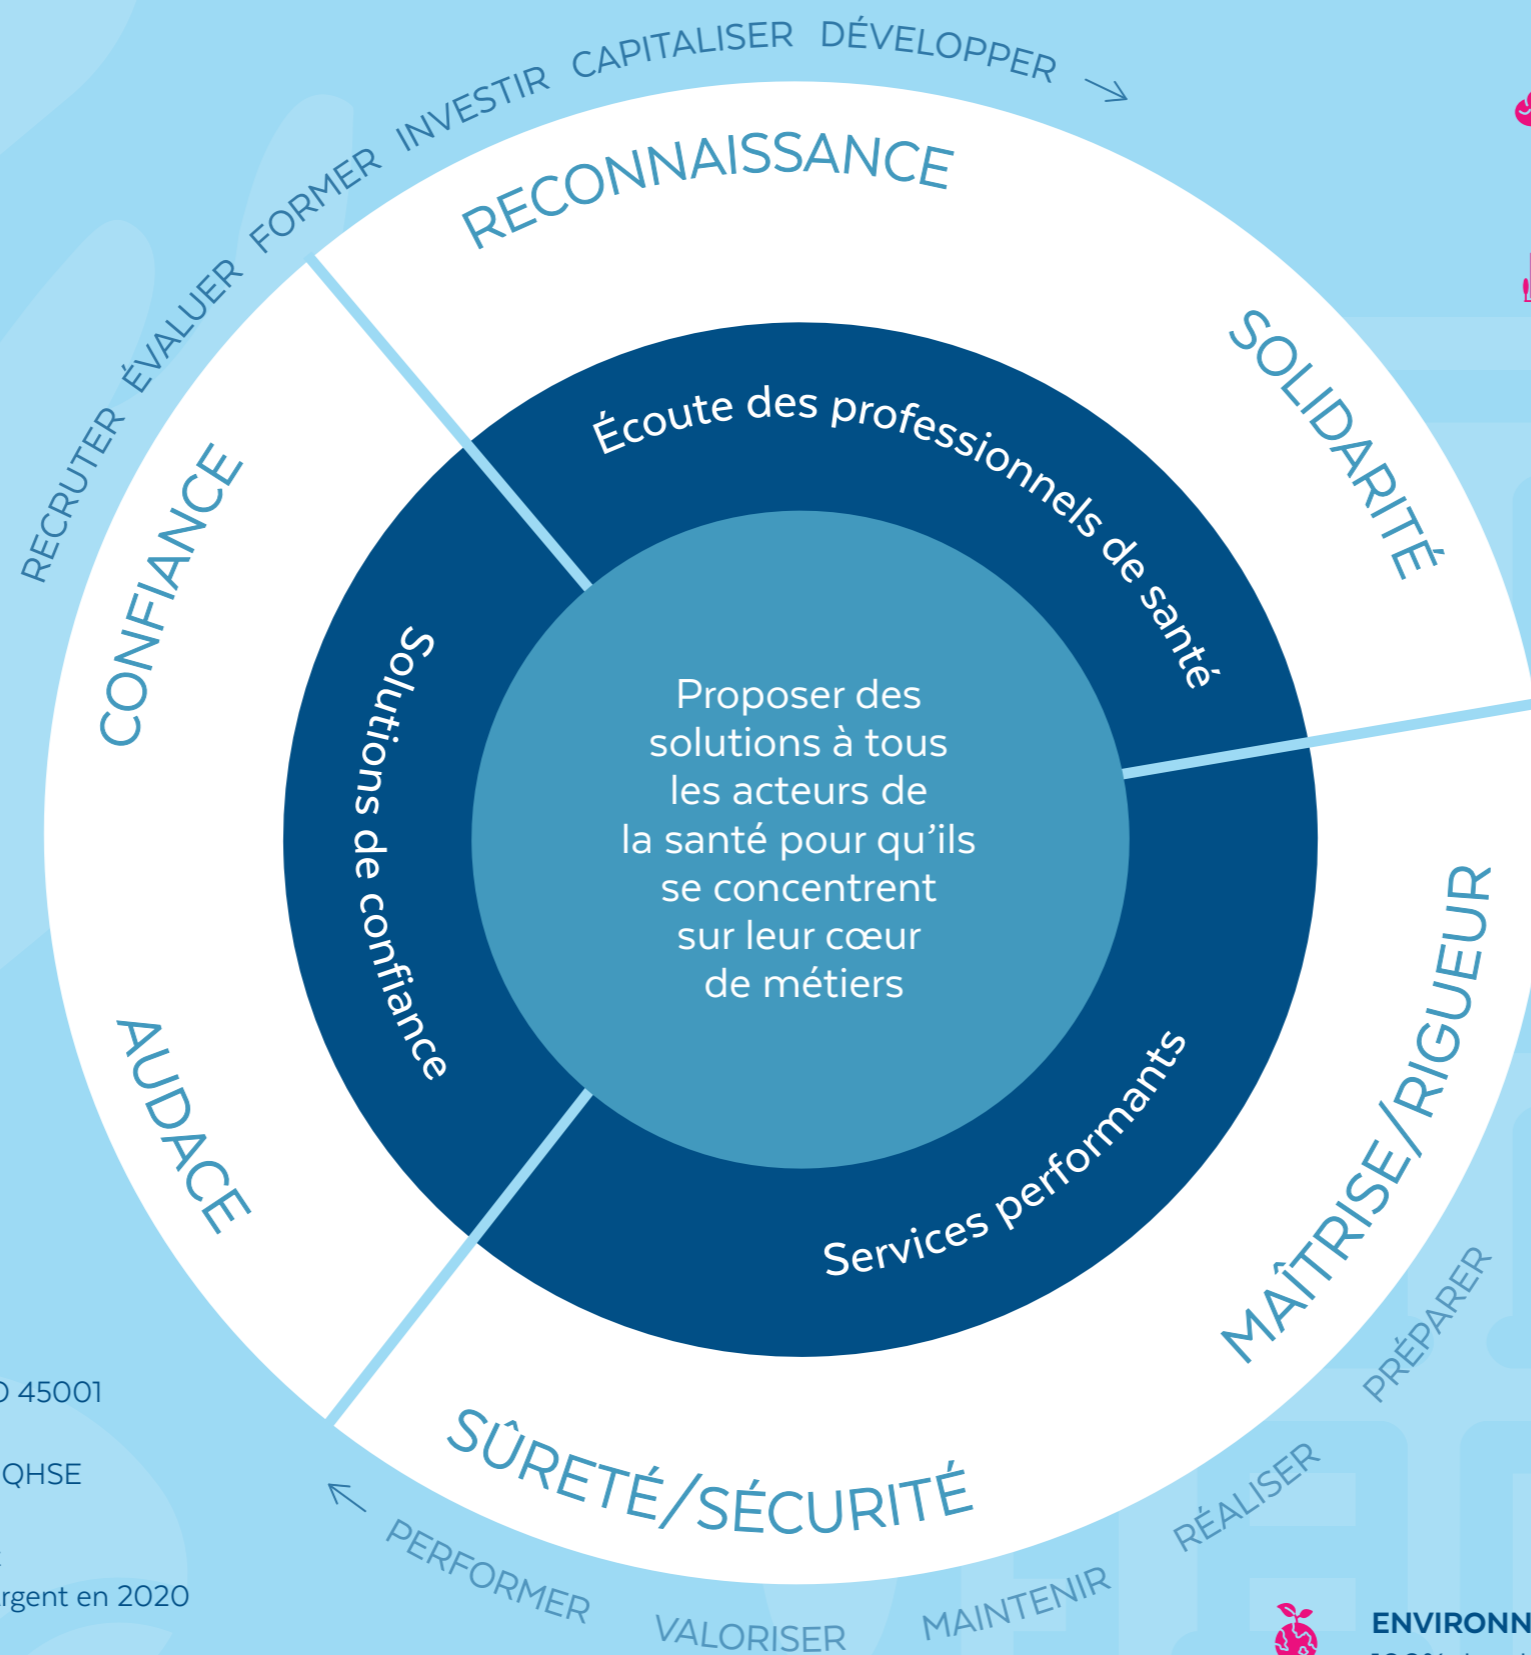 RECRUTER ÉVALUER FORMER INVESTIR CAPITALISER DÉVELOPPER →
RECONNAISSANCE
SOLIDARITÉ
CONFIANCE
AUDACE
MAÎTRISE/RIGUEUR
SÛRETÉ/SÉCURITÉ
Écoute des professionnels de santé
Solutions de confiance
Services performants
Proposer des
solutions à tous
les acteurs de
la santé pour qu’ils
se concentrent
sur leur cœur
de métiers
PRÉPARER
RÉALISER
MAINTENIR
VALORISER
PERFORMER
45001
QHSE
en 2020